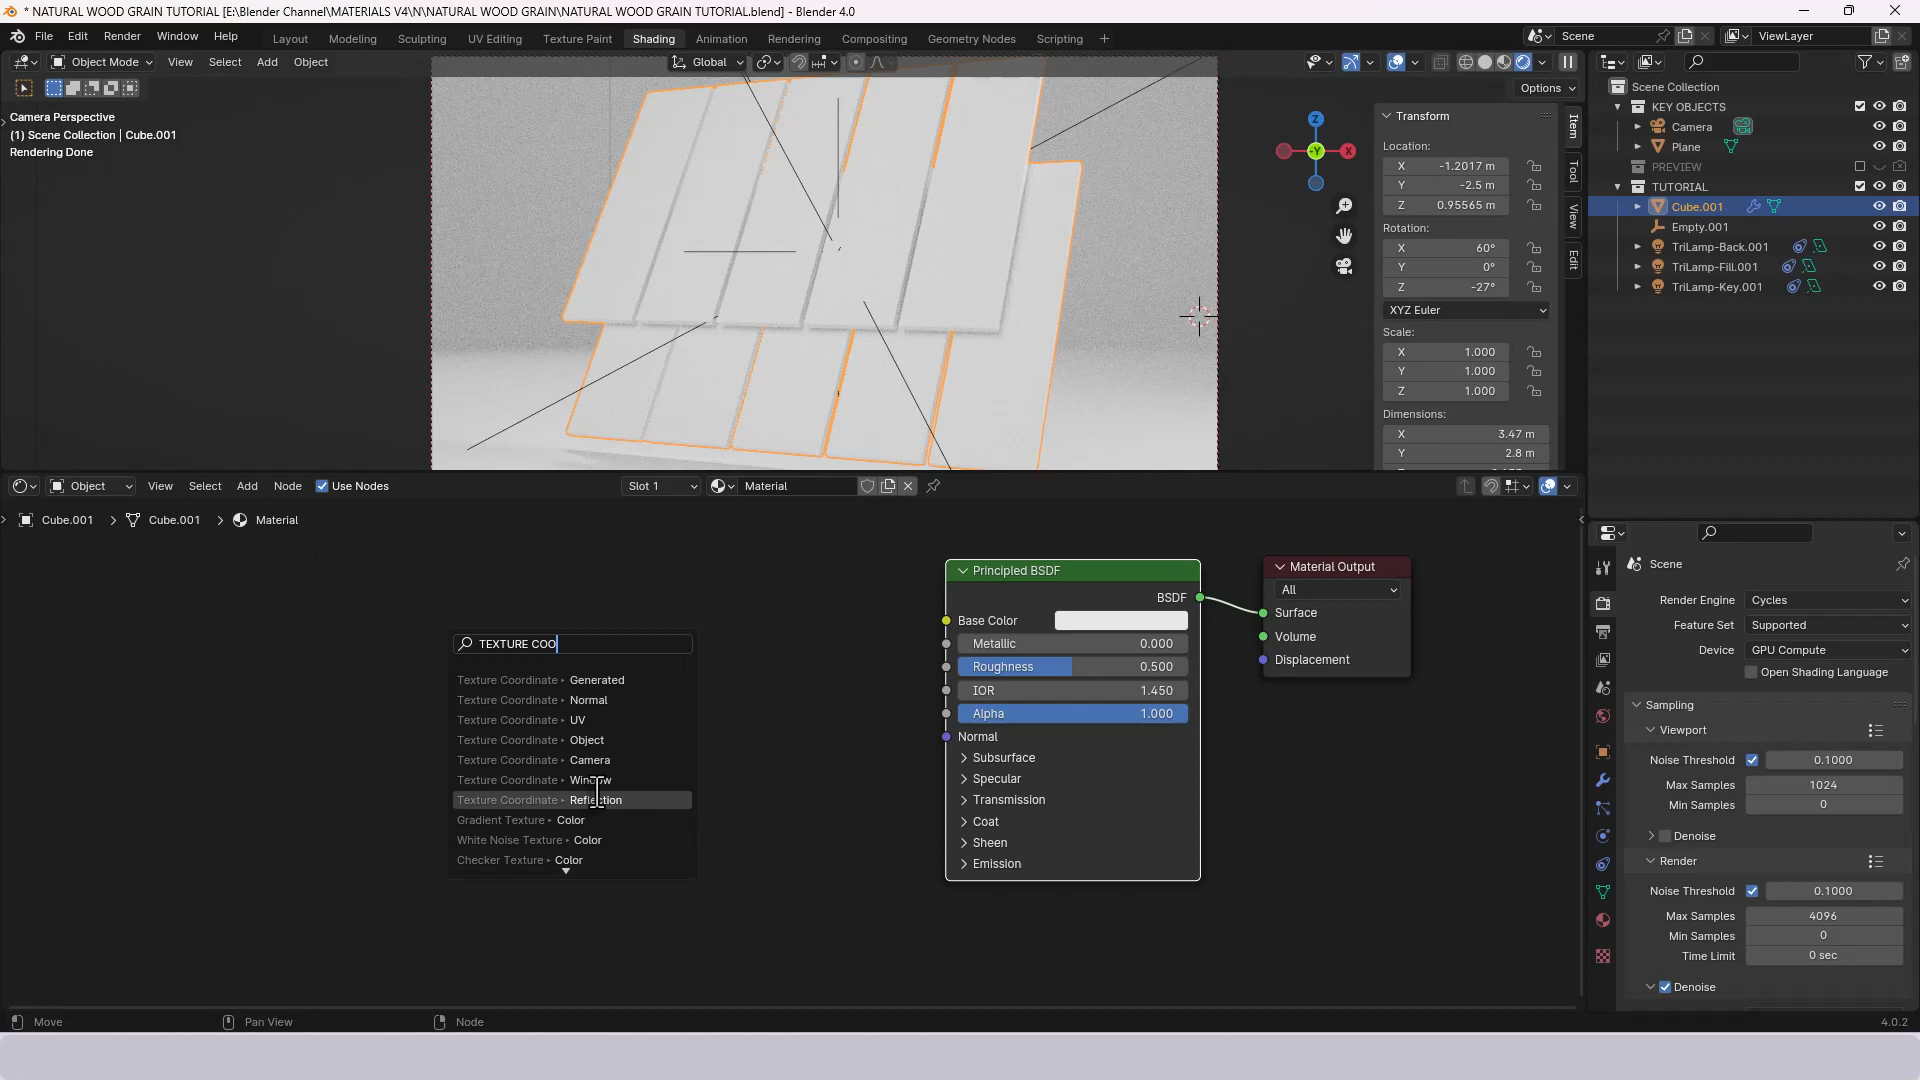 * NATURAL WOOD GRAIN TUTORIAL [E:\Blender Channel\MATERIALS V4\N\NATURAL WOOD GRAIN\NATURAL WOOD GRAIN TUTORIAL.blend] - Blender 4.0
File Edit Render Window Help Layout Modeling Sculpting UV Editing Texture Paint Shading Animation Rendering Compositing Geometry Nodes Scripting + Scene ViewLayer
Object Mode View Select Add Object Global
Options
Camera Perspective
(1) Scene Collection | Cube.001
Rendering Done
Z
-Y X
Transform
Location:
X -1.2017 m
Y -2.5 m
Z 0.95565 m
Rotation:
X 60°
Y 0°
Z -27°
XYZ Euler
Scale:
X 1.000
Y 1.000
Z 1.000
Dimensions:
X 3.47 m
Y 2.8 m
Item
Tool
View
Edit
Scene Collection
KEY OBJECTS
Camera
Plane
PREVIEW
TUTORIAL
Cube.001
Empty.001
TriLamp-Back.001
TriLamp-Fill.001
TriLamp-Key.001
Object View Select Add Node Use Nodes Slot 1 Material
Cube.001 Cube.001 Material
TEXTURE COO
Texture Coordinate Generated
Texture Coordinate Normal
Texture Coordinate UV
Texture Coordinate Object
Texture Coordinate Camera
Texture Coordinate Window
Texture Coordinate Reflection
Gradient Texture Color
White Noise Texture Color
Checker Texture Color
Principled BSDF
BSDF
Base Color
Metallic 0.000
Roughness 0.500
IOR 1.450
Alpha 1.000
Normal
Subsurface
Specular
Transmission
Coat
Sheen
Emission
Material Output
All
Surface
Volume
Displacement
Scene
Render Engine Cycles
Feature Set Supported
Device GPU Compute
Open Shading Language
Sampling
Viewport
Noise Threshold 0.1000
Max Samples 1024
Min Samples 0
Denoise
Render
Noise Threshold 0.1000
Max Samples 4096
Min Samples 0
Time Limit 0 sec
Denoise
Move Pan View Node 4.0.2